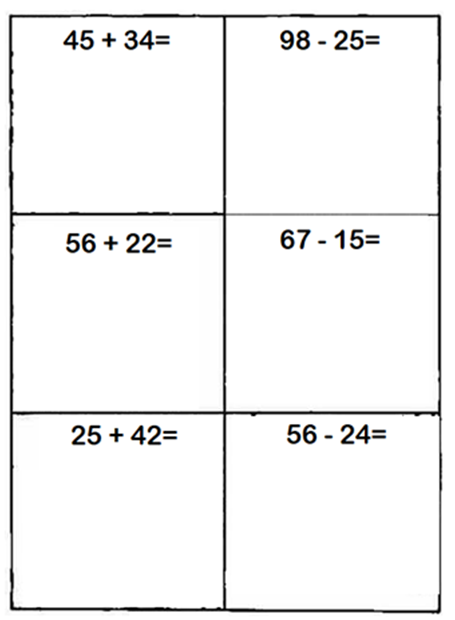 45 + 34=
98 - 25=
56 + 22=
67 - 15=
25 + 42=
56 - 24=